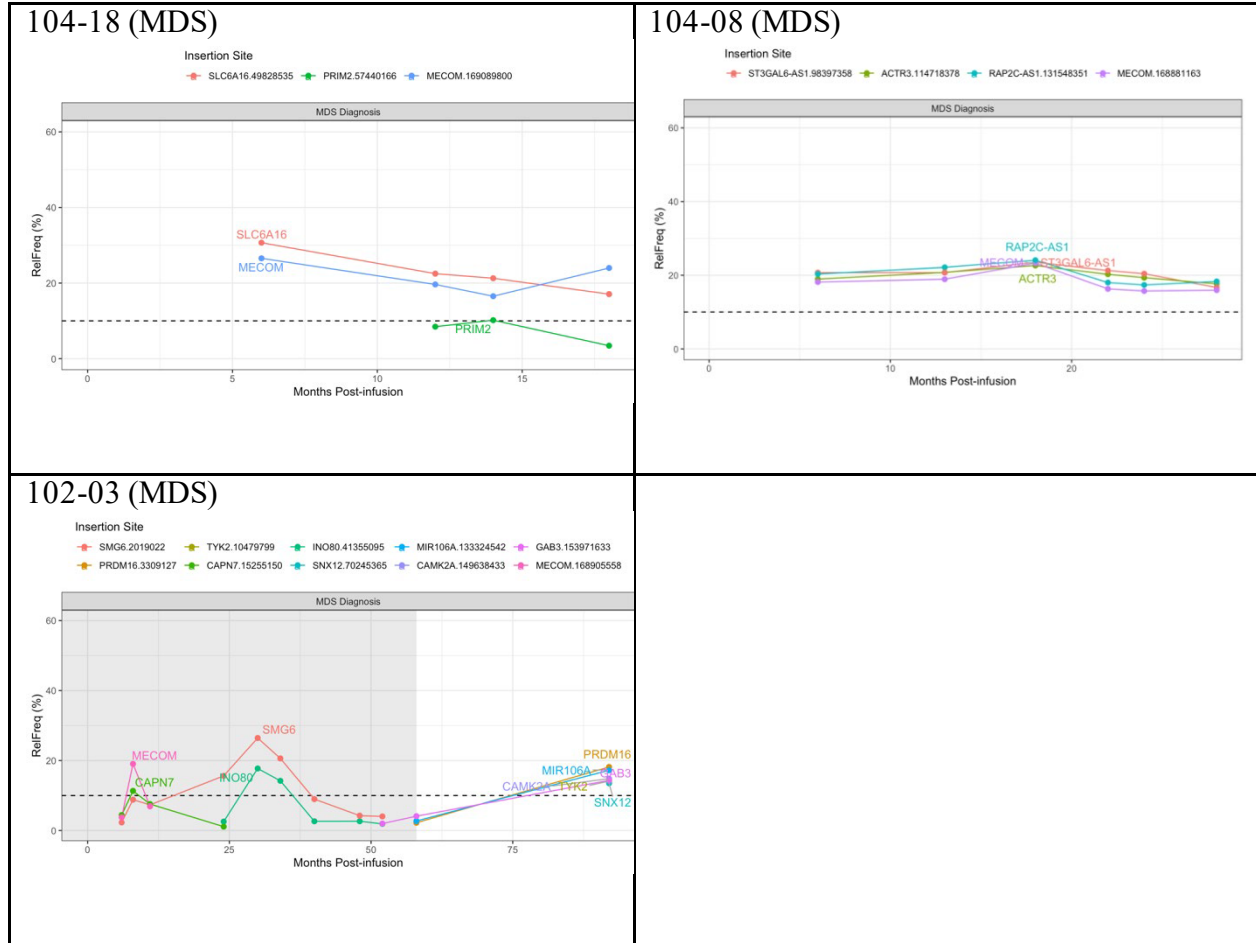 104-18 (MDS)
Insertion Site
SLC6A16.49828535 PRIM2.57440166 MECOM.169089800
MDS Diagnosis
60
40
20
0
RelFreq (%)
SLC6A16
MECOM
PRIM2
0 5 10 15
Months Post-infusion
104-08 (MDS)
Insertion Site
ST3GAL6-AS1.98397358 ACTR3.114718378 RAP2C-AS1.131548351 MECOM.168881163
MDS Diagnosis
60
40
20
0
RelFreq (%)
RAP2C-AS1
MECOM ST3GAL6-AS1
ACTR3
0 10 20
Months Post-infusion
102-03 (MDS)
Insertion Site
SMG6.2019022 TYK2.10479799 INO80.41355095 MIR106A.133324542 GAB3.153971633
PRDM16.3309127 CAPN7.15255150 SNX12.70245365 CAMK2A.149638433 MECOM.168905558
MDS Diagnosis
60
40
20
0
RelFreq (%)
SMG6
MECOM
CAPN7
INO80
PRDM16
MIR106A
GAB3
CAMK2A TYK2
SNX12
0 25 50 75
Months Post-infusion